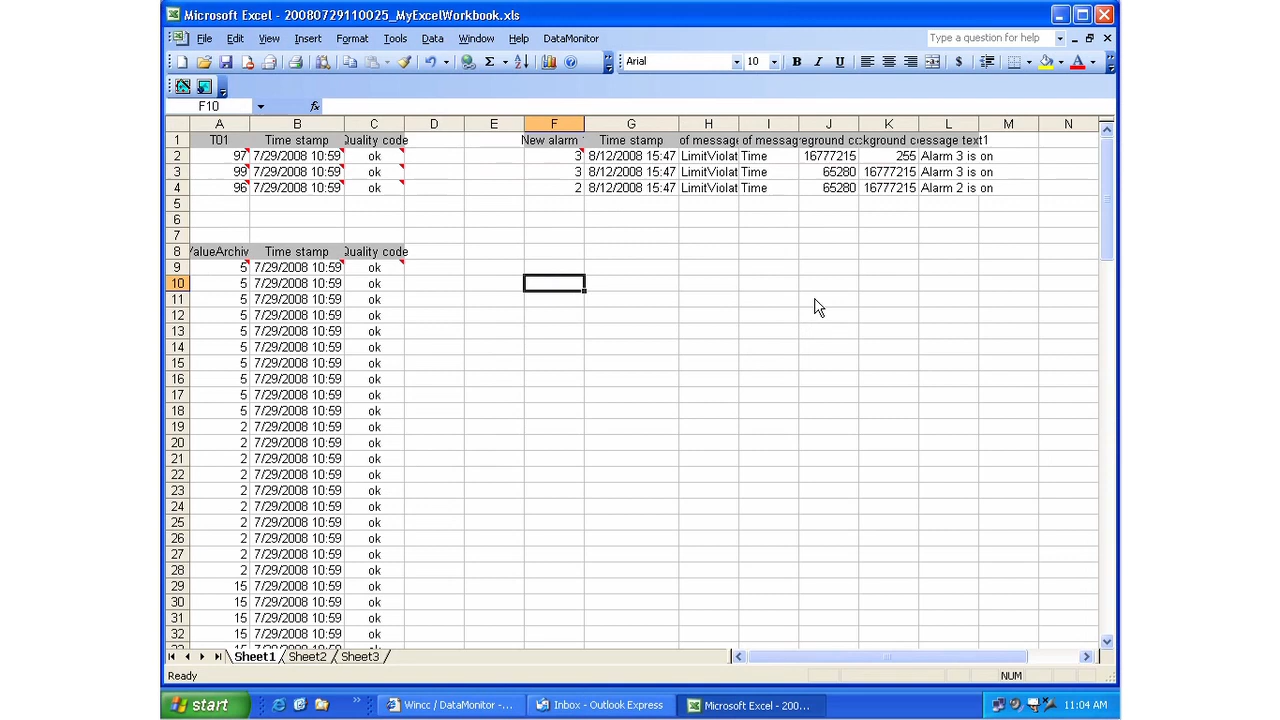 Microsoft Excel - 20080729110025_MyExcelWorkbook.xls
File Edit View Insert Format Tools Data Window Help DataMonitor Type a question for help
Arial 10 B I U $ A
F10 fx
A B C D E F G H I J K L M N
1 T01 Time stamp Quality code New alarm Time stamp of message of message eground co kground c essage text1
2 97 7/29/2008 10:59 ok 3 8/12/2008 15:47 LimitViolat Time 16777215 255 Alarm 3 is on
3 99 7/29/2008 10:59 ok 3 8/12/2008 15:47 LimitViolat Time 65280 16777215 Alarm 3 is on
4 96 7/29/2008 10:59 ok 2 8/12/2008 15:47 LimitViolat Time 65280 16777215 Alarm 2 is on
5
6
7
8 ValueArchiv Time stamp Quality code
9 5 7/29/2008 10:59 ok
10 5 7/29/2008 10:59 ok
11 5 7/29/2008 10:59 ok
12 5 7/29/2008 10:59 ok
13 5 7/29/2008 10:59 ok
14 5 7/29/2008 10:59 ok
15 5 7/29/2008 10:59 ok
16 5 7/29/2008 10:59 ok
17 5 7/29/2008 10:59 ok
18 5 7/29/2008 10:59 ok
19 2 7/29/2008 10:59 ok
20 2 7/29/2008 10:59 ok
21 2 7/29/2008 10:59 ok
22 2 7/29/2008 10:59 ok
23 2 7/29/2008 10:59 ok
24 2 7/29/2008 10:59 ok
25 2 7/29/2008 10:59 ok
26 2 7/29/2008 10:59 ok
27 2 7/29/2008 10:59 ok
28 2 7/29/2008 10:59 ok
29 15 7/29/2008 10:59 ok
30 15 7/29/2008 10:59 ok
31 15 7/29/2008 10:59 ok
32 15 7/29/2008 10:59 ok
Sheet1 Sheet2 Sheet3
Ready NUM
start Wincc / DataMonitor -... Inbox - Outlook Express Microsoft Excel - 200... 11:04 AM